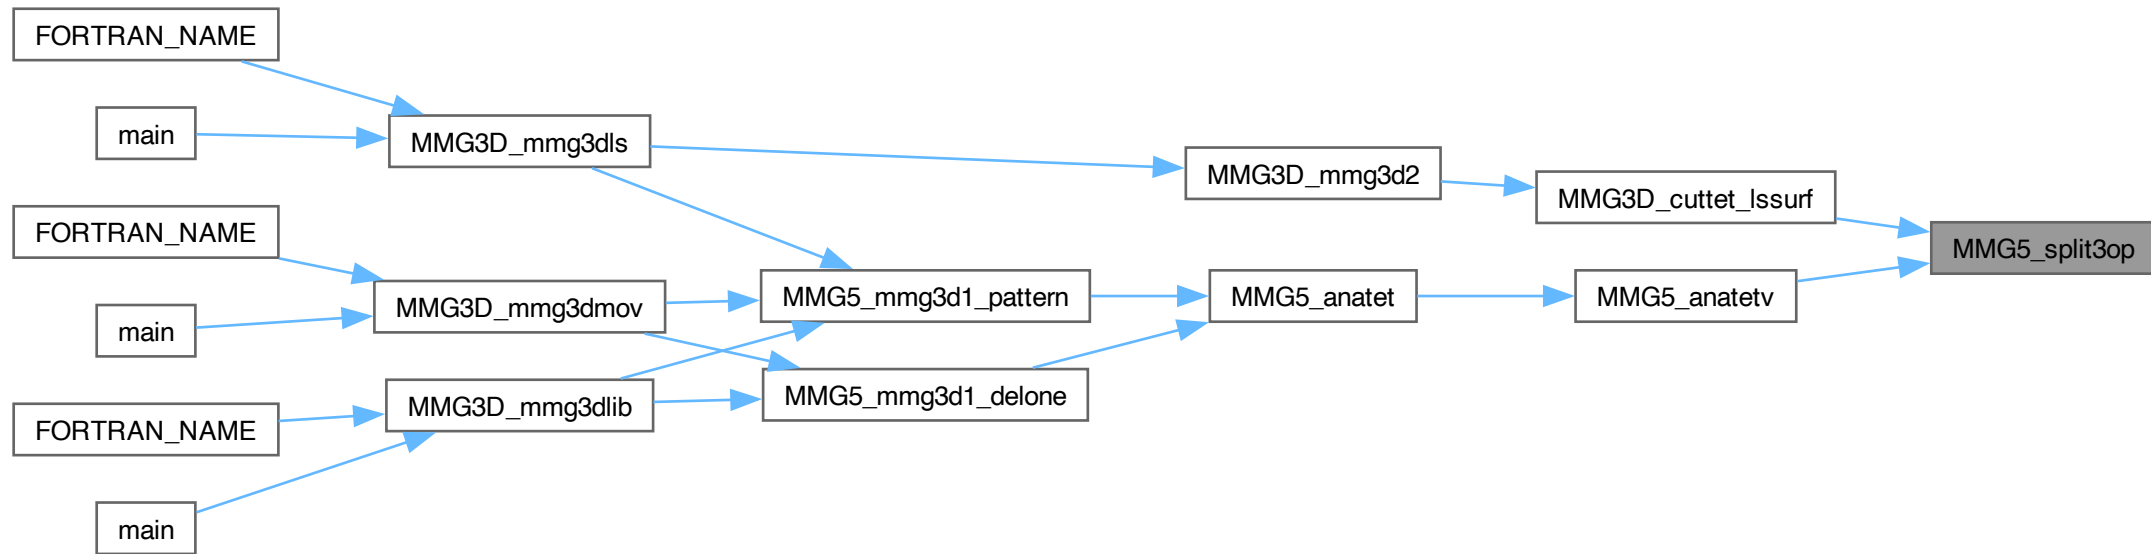 FORTRAN_NAME
main
MMG3D_mmg3dls
MMG3D_mmg3d2
MMG3D_cuttet_lssurf
MMG5_split3op
FORTRAN_NAME
main
MMG3D_mmg3dmov
MMG5_mmg3d1_pattern
MMG5_anatet
MMG5_anatetv
MMG3D_mmg3dlib
MMG5_mmg3d1_delone
FORTRAN_NAME
main